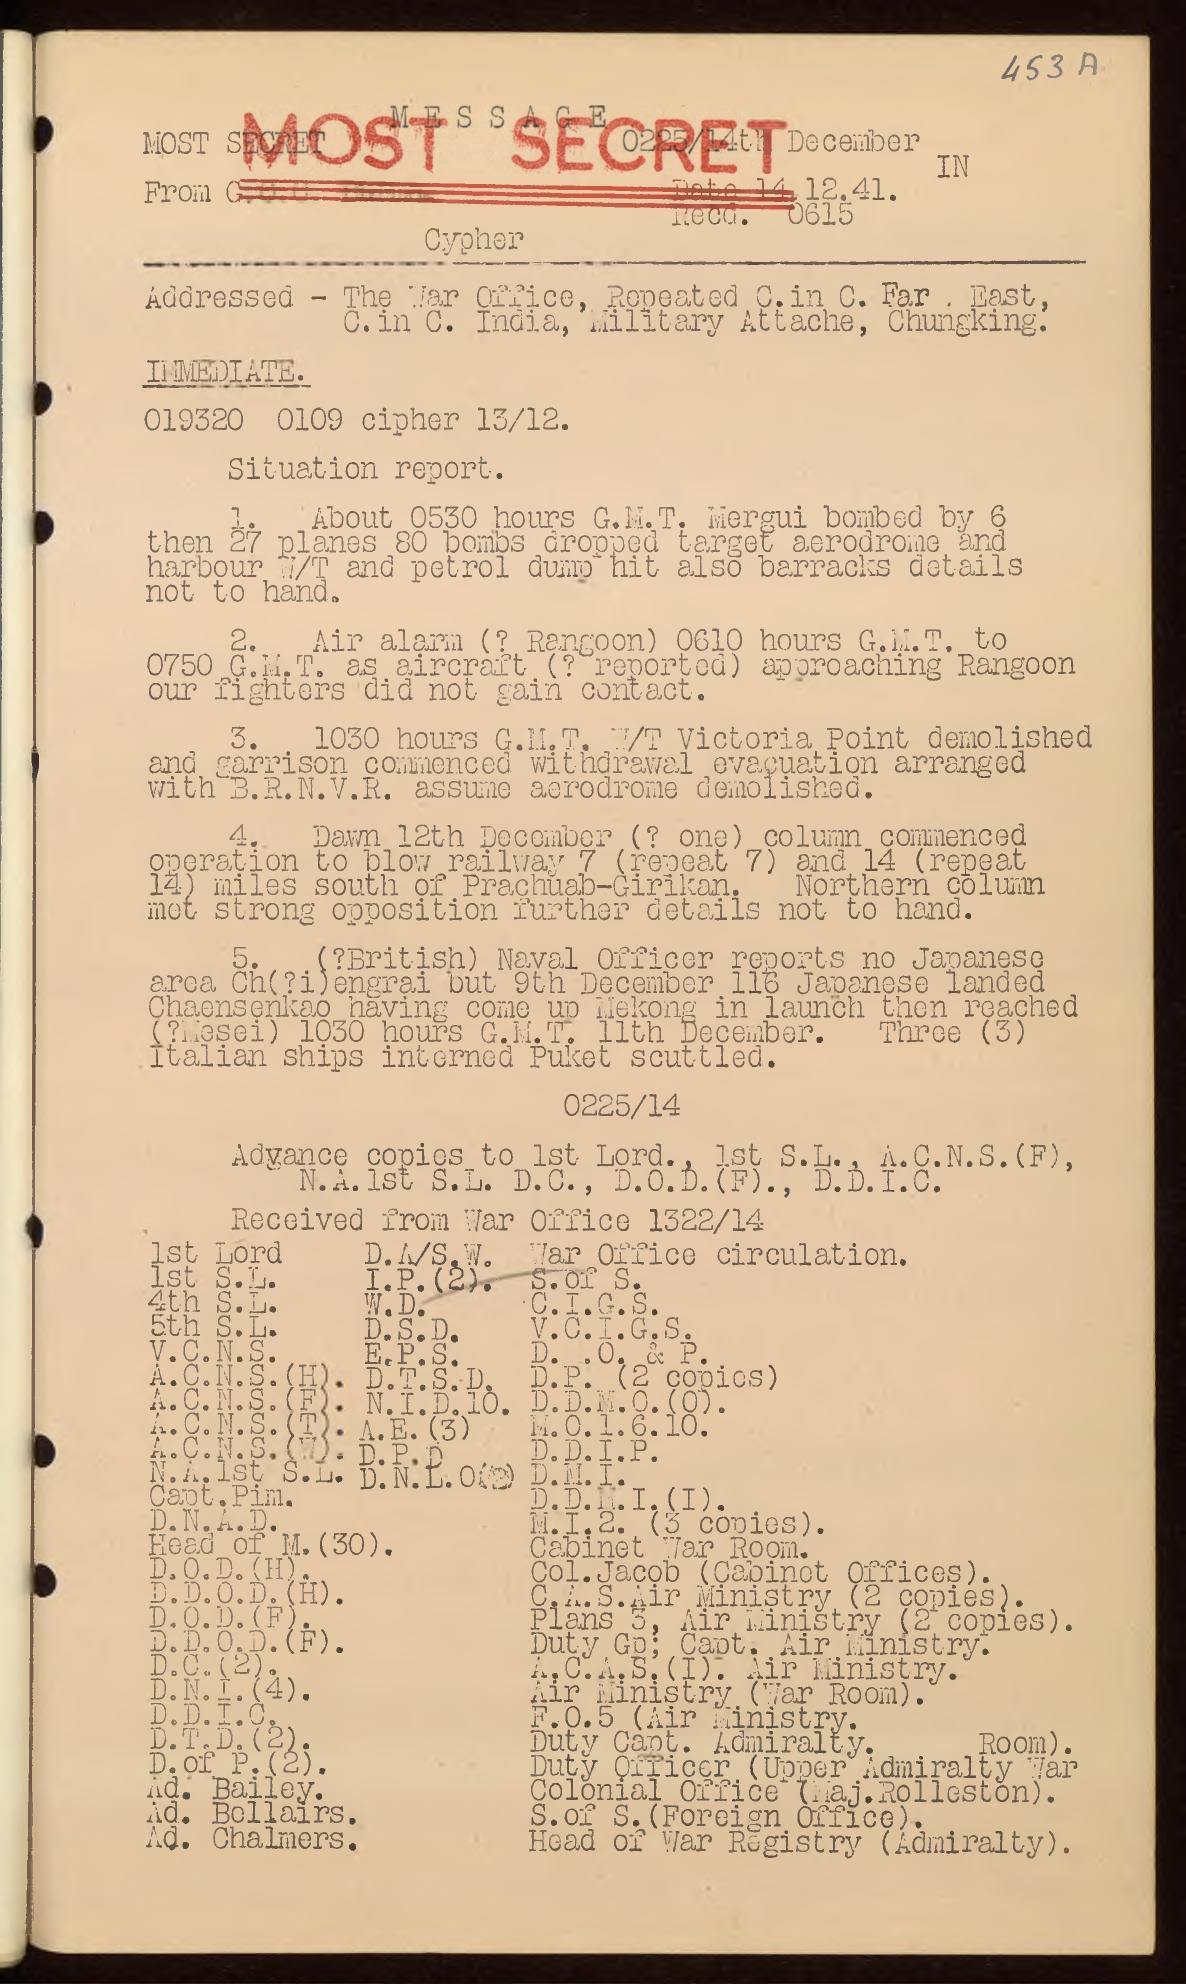 453 A
MESSAGE
MOST SECRET
MOST SECRET 0225/14th December
IN
From G.O.C. Date 14.12.41.
Recd. 0615
Cypher
Addressed - The War Office, Repeated C.in C. Far . East,
C.in C. India, Military Attache, Chungking.
IMMEDIATE.
019320 0109 cipher 13/12.
Situation report.
1. About 0530 hours G.M.T. Mergui bombed by 6
then 27 planes 80 bombs dropped target aerodrome and
harbour W/T and petrol dump hit also barracks details
not to hand.
2. Air alarm (? Rangoon) 0610 hours G.M.T. to
0750 G.M.T. as aircraft (? reported) approaching Rangoon
our fighters did not gain contact.
3. 1030 hours G.M.T. W/T Victoria Point demolished
and garrison commenced withdrawal evacuation arranged
with B.R.N.V.R. assume aerodrome demolished.
4. Dawn 12th December (? one) column commenced
operation to blow railway 7 (repeat 7) and 14 (repeat
14) miles south of Prachuab-Girikan. Northern column
met strong opposition further details not to hand.
5. (?British) Naval Officer reports no Japanese
area Ch(?i)engrai but 9th December 116 Japanese landed
Chaensenkao having come up Mekong in launch then reached
(?Mesei) 1030 hours G.M.T. 11th December. Three (3)
Italian ships interned Puket scuttled.
0225/14
Advance copies to 1st Lord., 1st S.L., A.C.N.S.(F),
N.A.1st S.L. D.C., D.O.D.(F)., D.D.I.C.
Received from War Office 1322/14
1st Lord D.A/S.W. War Office circulation.
1st S.L. I.P.(2). S.of S.
4th S.L. W.D. C.I.G.S.
5th S.L. D.S.D. V.C.I.G.S.
V.C.N.S. E.P.S. D. .O. & P.
A.C.N.S.(H). D.T.S.D. D.P. (2 copies)
A.C.N.S.(F). N.I.D.10. D.D.M.O.(O).
A.C.N.S.(T). A.E.(3) M.O.1.6.10.
A.C.N.S.(W). D.P.D D.D.I.P.
N.A.1st S.L. D.N.L.O D.M.I.
Capt.Pim. D.D.M.I.(I).
D.N.A.D. M.I.2. (3 copies).
Head of M.(30). Cabinet War Room.
D.O.D.(H). Col.Jacob (Cabinet Offices).
D.D.O.D.(H). C.A.S.Air Ministry (2 copies).
D.O.D.(F). Plans 3, Air Ministry (2 copies).
D.D.O.D.(F). Duty Gp; Capt. Air Ministry.
D.C.(2). A.C.A.S.(I). Air Ministry.
D.N.I.(4). Air Ministry (War Room).
D.D.I.C. F.O.5 (Air Ministry.
D.T.D.(2). Duty Capt. Admiralty. Room).
D.of P.(2). Duty Officer (Upper Admiralty War
Ad. Bailey. Colonial Office (Maj.Rolleston).
Ad. Bellairs. S.of S.(Foreign Office).
Ad. Chalmers. Head of War Registry (Admiralty).